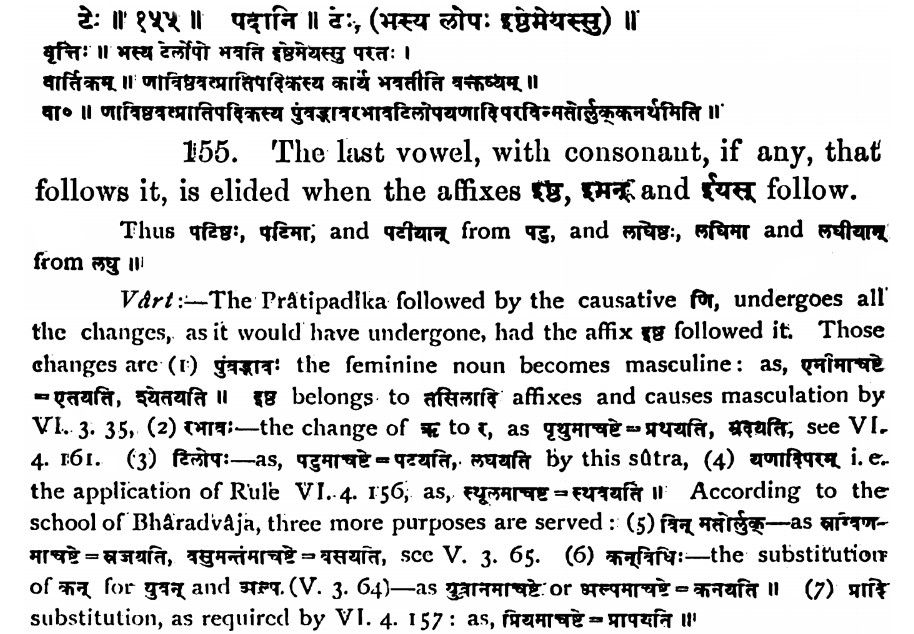 टेः ॥ १५५ ॥ पदानि ॥ टेः, (भस्य लोपः इष्ठेमेयस्सु) ॥
वृत्तिः ॥ भस्य टेर्लोपो भवति इष्ठेमेयस्सु परतः ।
वार्तिकम् ॥ णाविष्ठवत्प्रातिपदिकस्य कार्यं भवतीति वक्तव्यम् ॥
वा० ॥ णाविष्ठवत्प्रातिपदिकस्य पुंवद्भावरभावटिलोपयणादिपरविन्मतोर्लुक्कनर्थमिति ॥
155. The last vowel, with consonant, if any, that
follows it, is elided when the affixes इष्ठ, इमन् and ईयस् follow.
Thus पटिष्ठः, पटिमा, and पटीयान् from पटु, and लघिष्ठः, लघिमा and लघीयान्
from लघु ॥
Vârt:—The Prâtipadika followed by the causative णि, undergoes all
the changes, as it would have undergone, had the affix इष्ठ followed it. Those
changes are (1) पुंवद्भावः the feminine noun becomes masculine: as, एनीमाचष्टे
= एतयति, श्येतयति ॥ इष्ठ belongs to तसिलादि affixes and causes masculation by
VI. 3. 35, (2) रभावः—the change of ऋ to र, as पृथुमाचष्टे = प्रथयति, म्रदयति, see VI.
4. 161. (3) टिलोपः—as, पटुमाचष्टे = पटयति, लघयति by this sûtra, (4) यणादिपरम् i. e.
the application of Rule VI. 4. 156, as, स्थूलमाचष्टे = स्थवयति ॥ According to the
school of Bhâradvâja, three more purposes are served : (5) विन् मतोर्लुक्—as स्रग्विण-
माचष्टे = स्रजयति, वसुमन्तंमाचष्टे = वसयति, see V. 3. 65. (6) कन्विधिः—the substitution
of कन् for युवन् and अल्प (V. 3. 64)—as युवानमाचष्टे or अल्पमाचष्टे = कनयति ॥ (7) प्रादि
substitution, as required by VI. 4. 157 : as, प्रियमाचष्टे = प्रापयति ॥